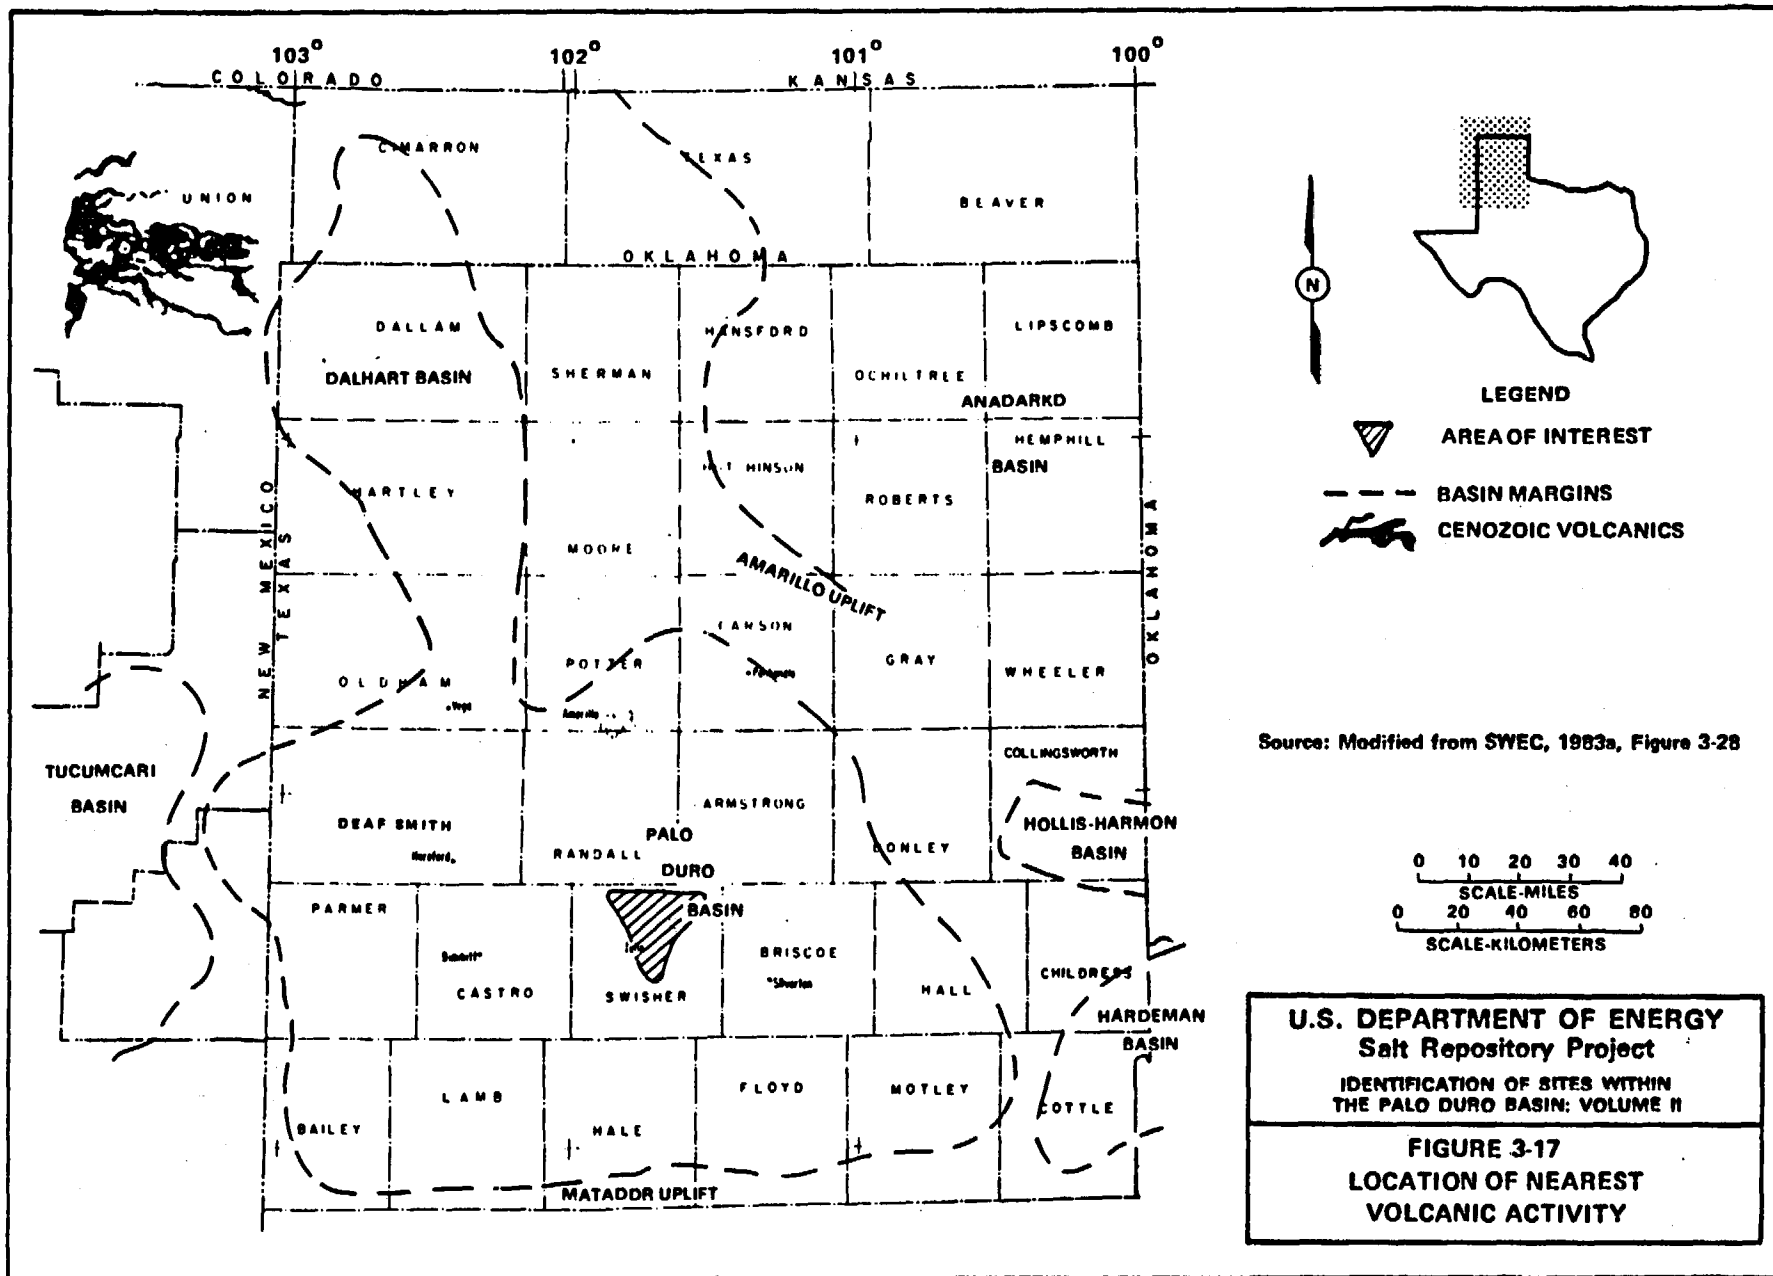 103° 102° 101° 100°
COLORADO KANSAS
CIMARRON
TEXAS
UNION
BEAVER
OKLAHOMA
DALLAM
HANSFORD
LIPSCOMB
DALHART BASIN
SHERMAN
OCHILTREE
ANADARKD
HEMPHILL
BASIN
HARTLEY
ROBERTS
NEW MEXICO
TEXAS
OKLAHOMA
MOORE
AMARILLO UPLIFT
CARSON
POTTER
GRAY
WHEELER
OLDHAM
Vega
Amarillo
TUCUMCARI
BASIN
COLLINGSWORTH
ARMSTRONG
DEAF SMITH
PALO
HOLLIS-HARMON
BASIN
Hereford
RANDALL
DONLEY
DURO
PARMER
BASIN
BRISCOE
Silverton
CASTRO
SWISHER
HALL
CHILDRESS
HARDEMAN
BASIN
LAMB
FLOYD
MOTLEY
COTTLE
BAILEY
HALE
MATADDR UPLIFT
N
LEGEND
AREA OF INTEREST
BASIN MARGINS
CENOZOIC VOLCANICS
Source: Modified from SWEC, 1983a, Figure 3-28
0 10 20 30 40
SCALE-MILES
0 20 40 60 80
SCALE-KILOMETERS
U.S. DEPARTMENT OF ENERGY
Salt Repository Project
IDENTIFICATION OF SITES WITHIN
THE PALO DURO BASIN: VOLUME II
FIGURE 3-17
LOCATION OF NEAREST
VOLCANIC ACTIVITY